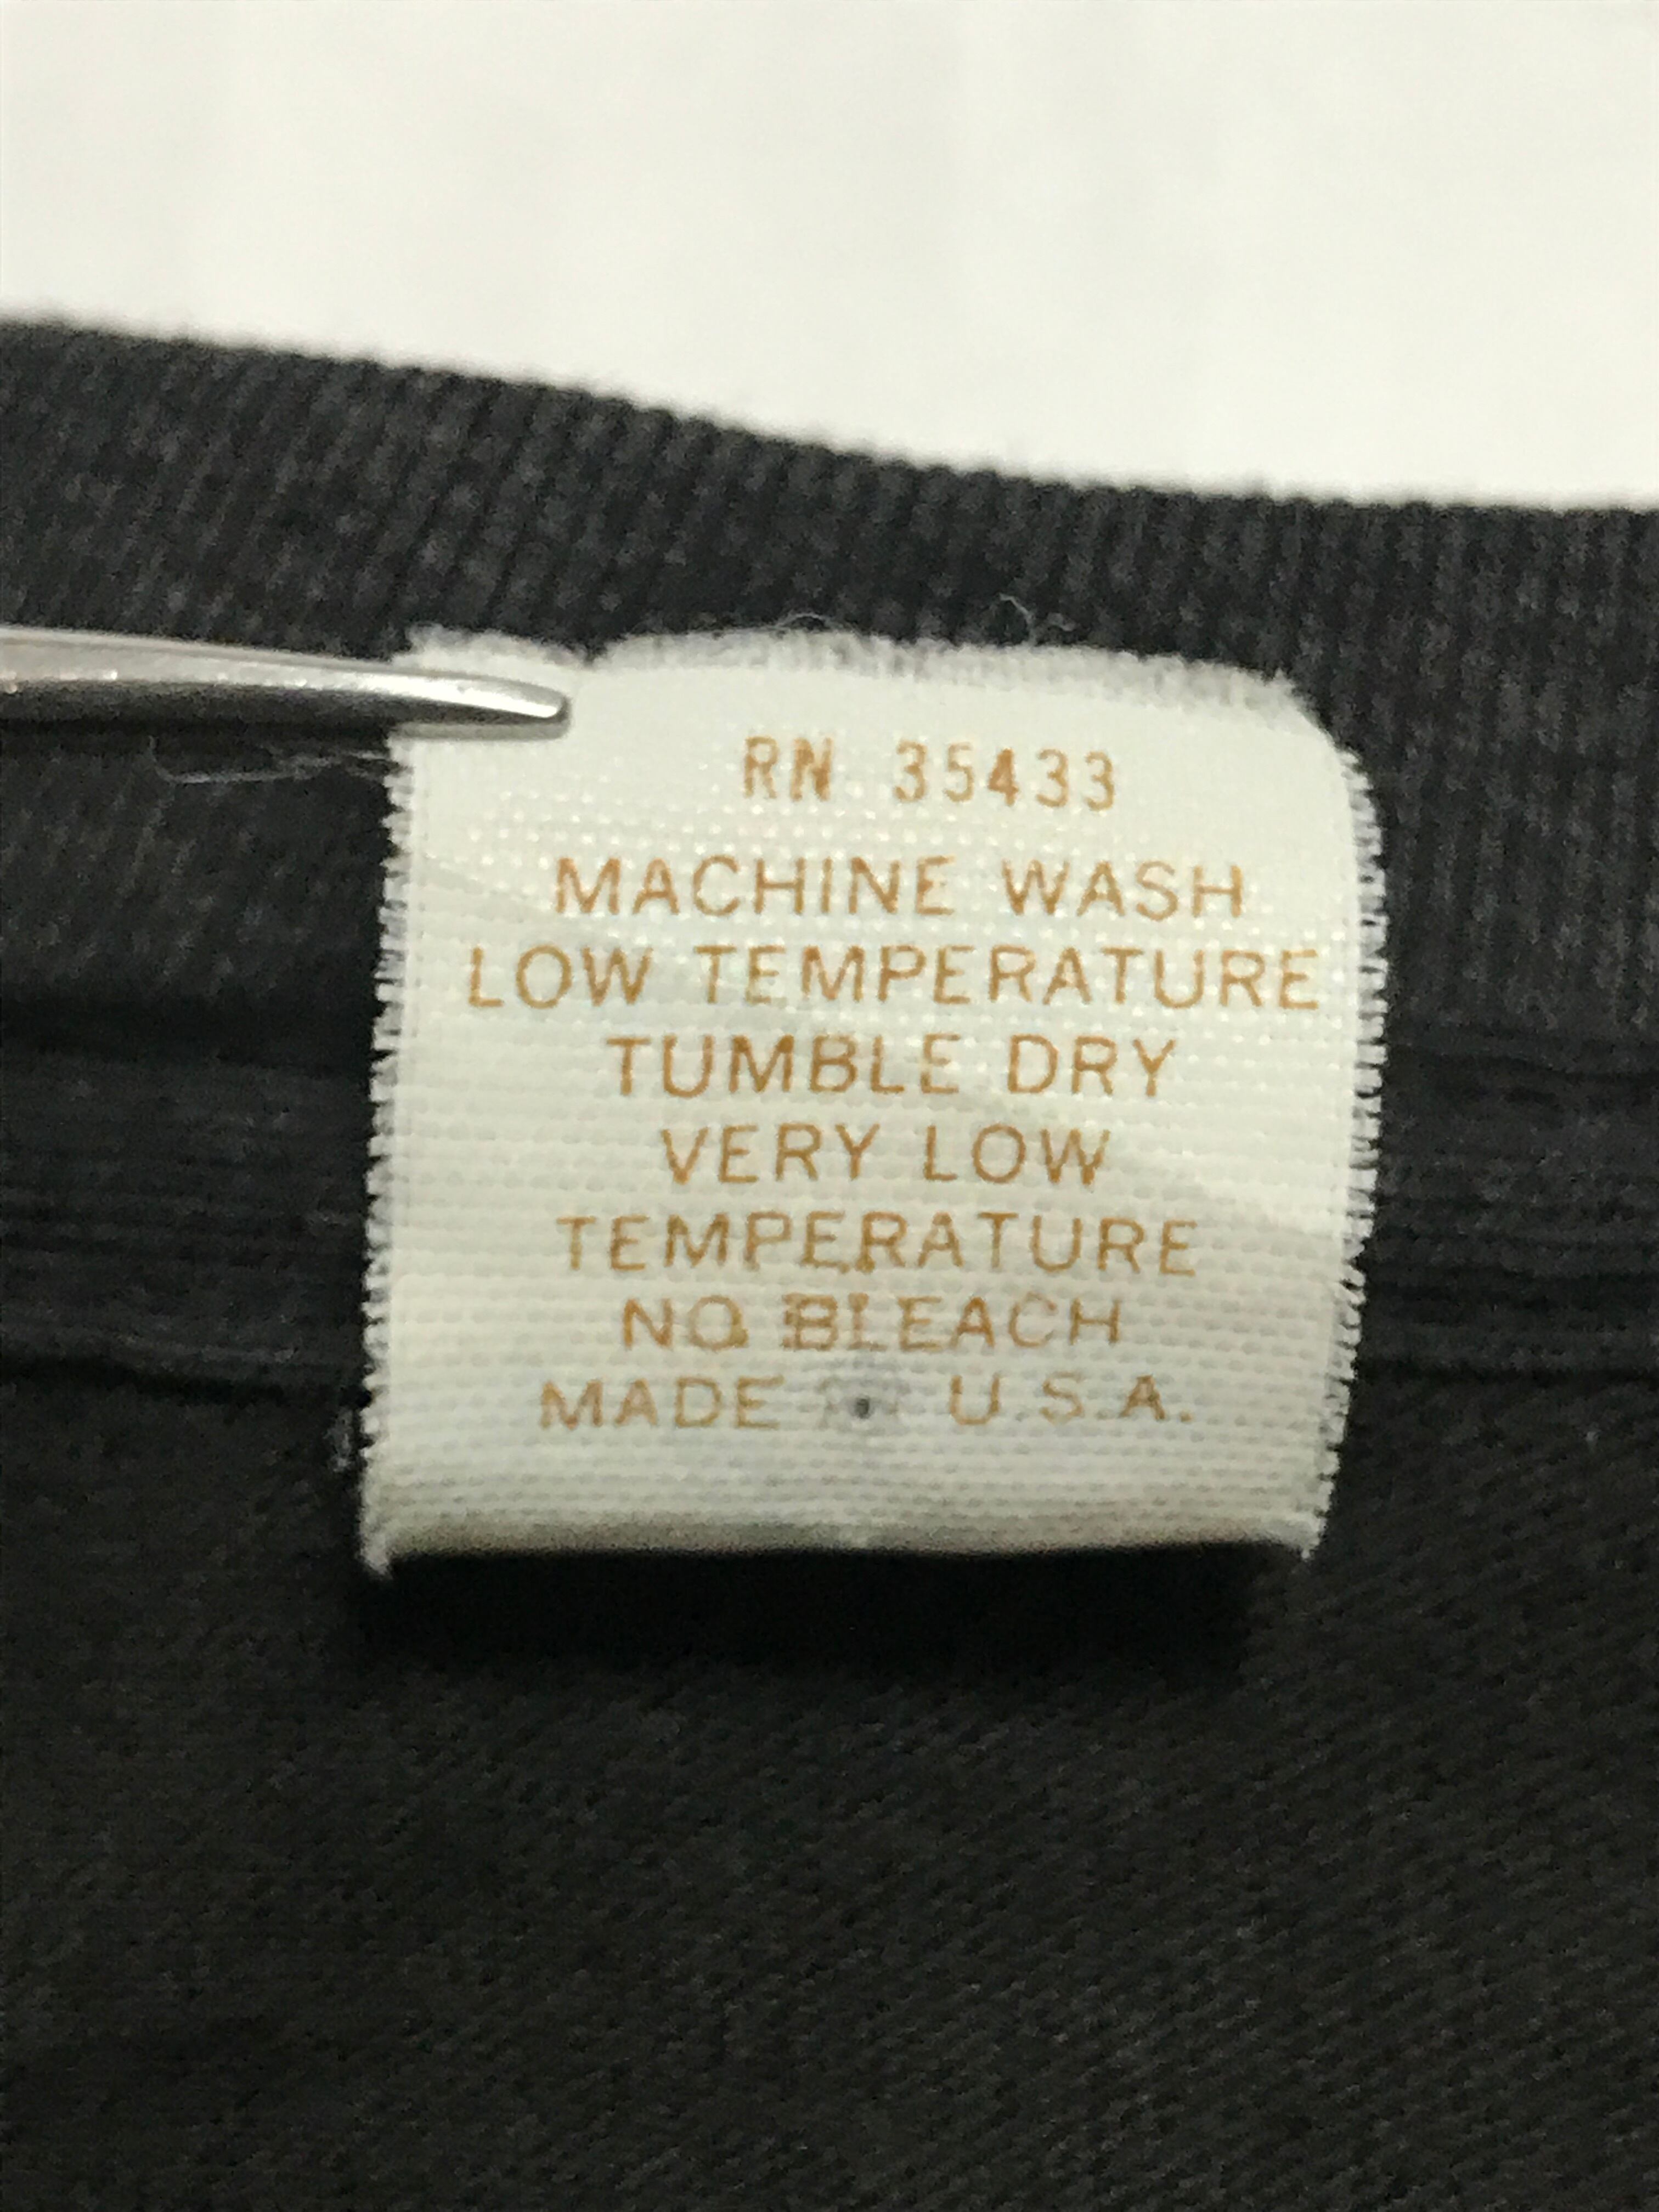 RN 35433
MACHINE WASH
LOW TEMPERATURE
TUMBLE DRY
VERY LOW
TEMPERATURE
NO BLEACH
MADE U.S.A.